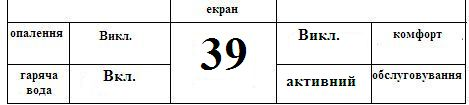 екран
опалення Викл. 39 Викл. комфорт
гаряча
вода Вкл. активний обслуговування